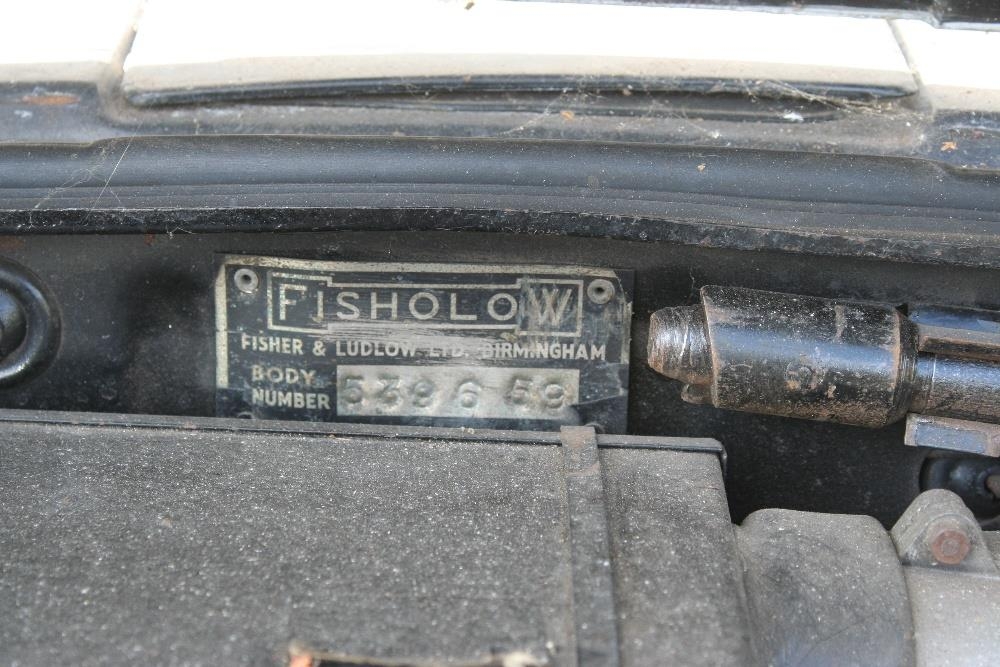 FISHOLOW
FISHER & LUDLOW LTD. BIRMINGHAM
BODY
NUMBER 539659